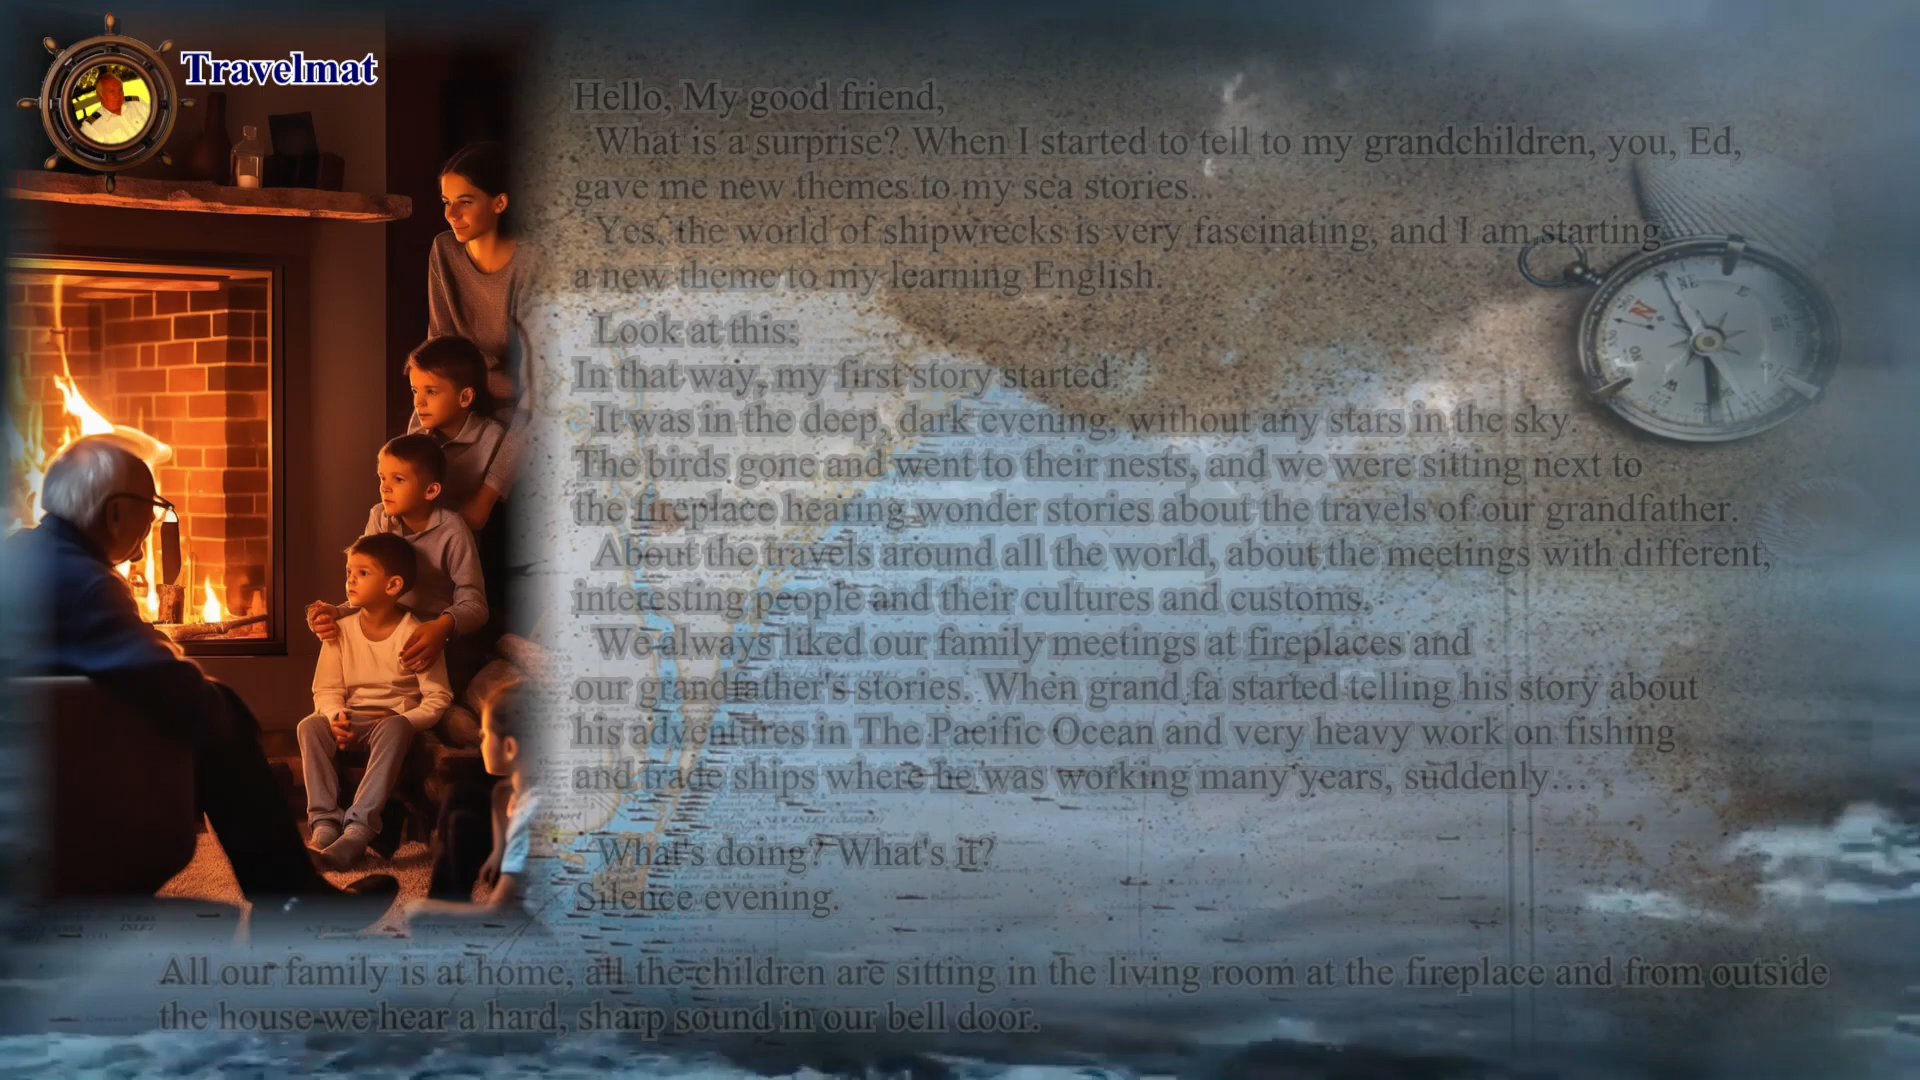 Travelmat
Hello, My good friend,
What is a surprise? When I started to tell to my grandchildren, you, Ed,
gave me new themes to my sea stories.
Yes, the world of shipwrecks is very fascinating, and I am starting
a new theme to my learning English.
Look at this:
In that way, my first story started.
It was in the deep, dark evening, without any stars in the sky.
The birds gone and went to their nests, and we were sitting next to
the fireplace hearing wonder stories about the travels of our grandfather.
About the travels around all the world, about the meetings with different,
interesting people and their cultures and customs.
We always liked our family meetings at fireplaces and
our grandfather's stories. When grand fa started telling his story about
his adventures in The Pacific Ocean and very heavy work on fishing
and trade ships where he was working many years, suddenly…
What's doing? What's it?
Silence evening.
All our family is at home, all the children are sitting in the living room at the fireplace and from outside
the house we hear a hard, sharp sound in our bell door.
NE
E
N
W
NEW INLET (CLOSED)